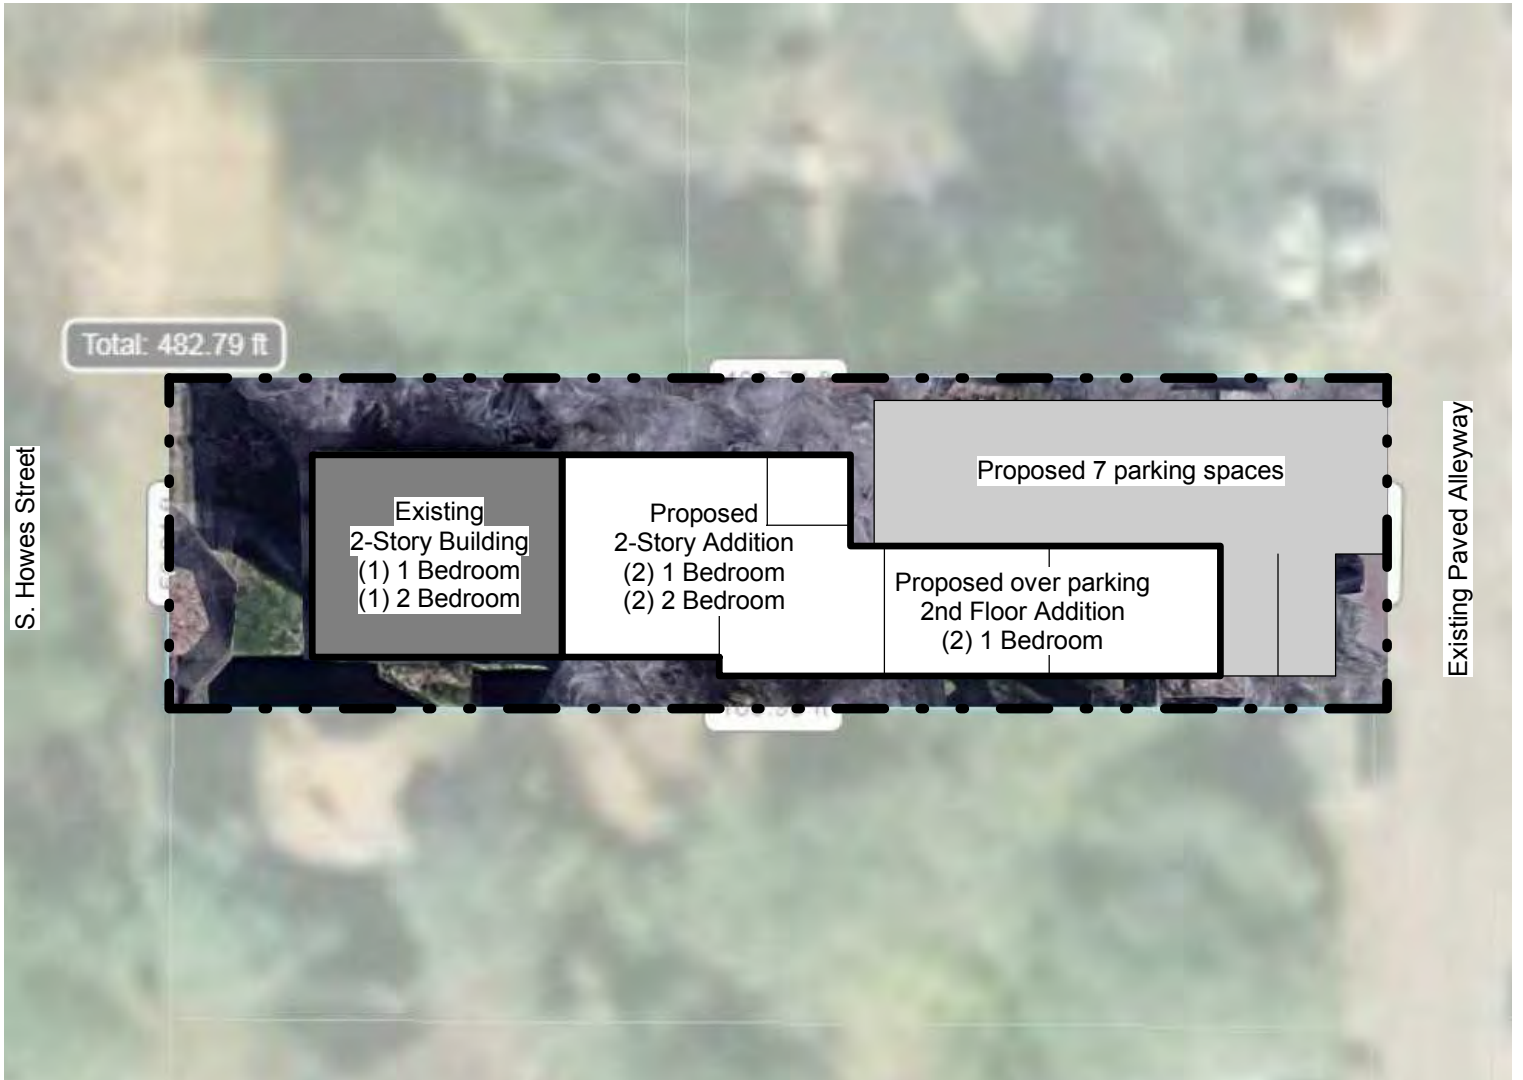 Total: 482.79 ft
S. Howes Street
Existing
2-Story Building
(1) 1 Bedroom
(1) 2 Bedroom
Proposed
2-Story Addition
(2) 1 Bedroom
(2) 2 Bedroom
Proposed 7 parking spaces
Proposed over parking
2nd Floor Addition
(2) 1 Bedroom
Existing Paved Alleyway